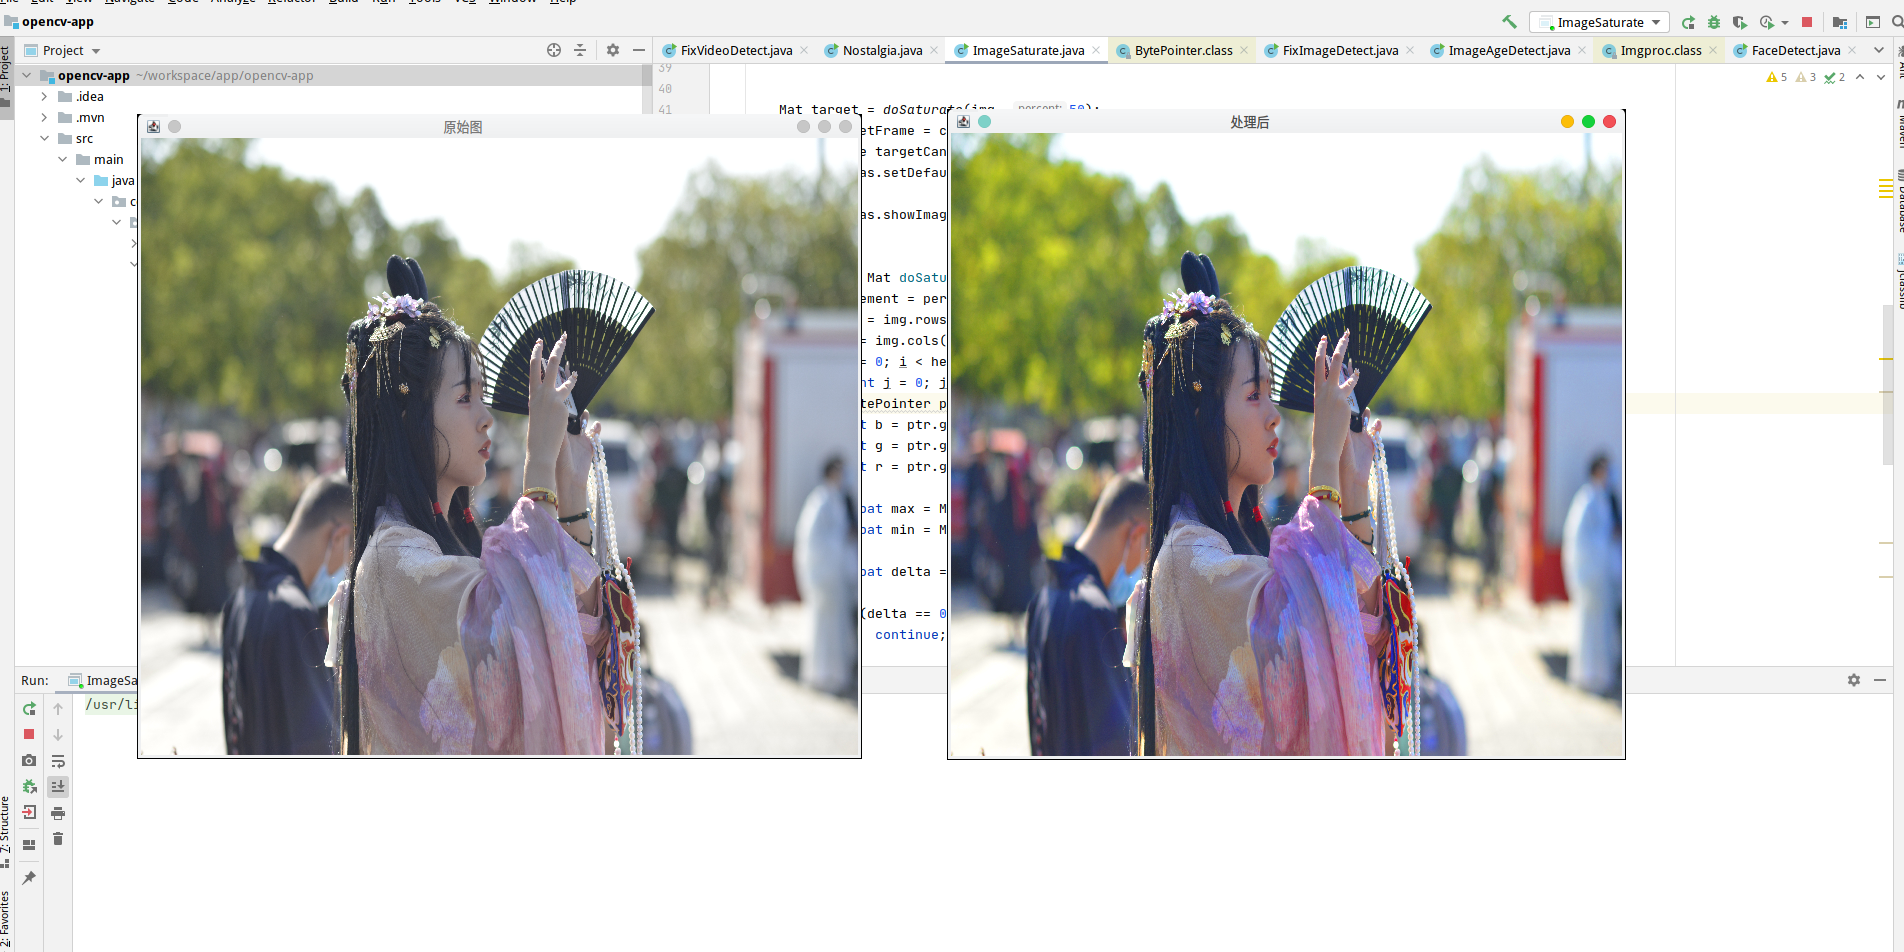 Navigate
opencv-app
ImageSaturate
Project
FixVideoDetect.java
Nostalgia.java
ImageSaturate.java
BytePointer.class
FixImageDetect.java
ImageAgeDetect.java
Imgproc.class
FaceDetect.java
1: Project
opencv-app ~/workspace/app/opencv-app
.idea
.mvn
src
main
java
39
40
41
5 3 2
Mat target = doSaturate(img, percent: 50);
原始图
处理后
etFrame = c
e targetCan
as.setDefau
as.showImag
Mat doSatu
ement = per
= img.rows
= img.cols(
= 0; i < he
nt j = 0; j
tePointer p
t b = ptr.g
t g = ptr.g
t r = ptr.g
oat max = M
oat min = M
oat delta =
(delta == 0
continue;
Maven
Database
Run: ImageSa
/usr/li
7: Structure
2: Favorites